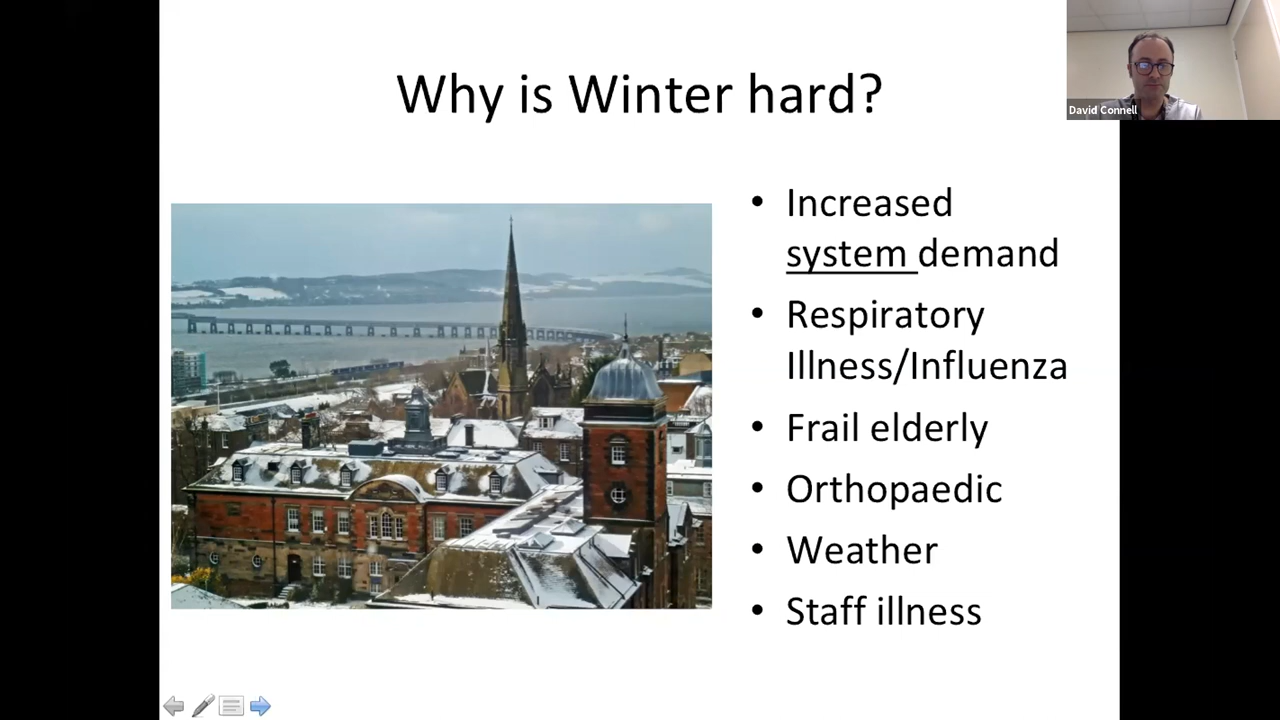 Why is Winter hard?
David Connell
• Increased
system demand
• Respiratory
Illness/Influenza
• Frail elderly
• Orthopaedic
• Weather
• Staff illness